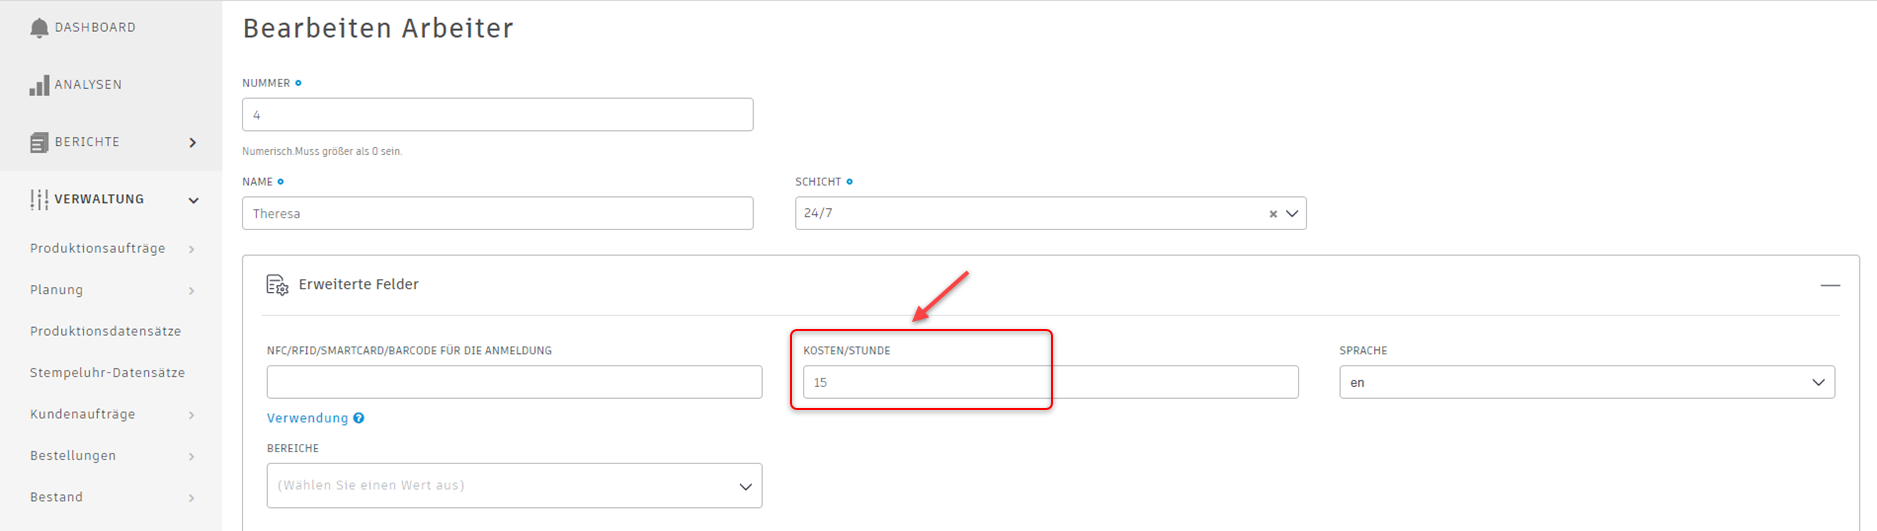 DASHBOARD
ANALYSEN
BERICHTE
VERWALTUNG
Produktionsaufträge
Planung
Produktionsdatensätze
Stempeluhr-Datensätze
Kundenaufträge
Bestellungen
Bestand
Bearbeiten Arbeiter
NUMMER
4
Numerisch.Muss größer als 0 sein.
NAME
Theresa
SCHICHT
24/7
Erweiterte Felder
NFC/RFID/SMARTCARD/BARCODE FÜR DIE ANMELDUNG
Verwendung
KOSTEN/STUNDE
15
SPRACHE
en
BEREICHE
(Wählen Sie einen Wert aus)